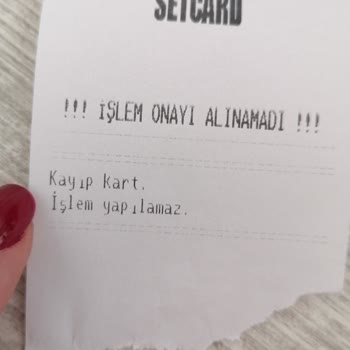 SETCARD
!!! İŞLEM ONAYI ALINAMADI !!!
Kayıp kart.
İşlem yapılamaz.